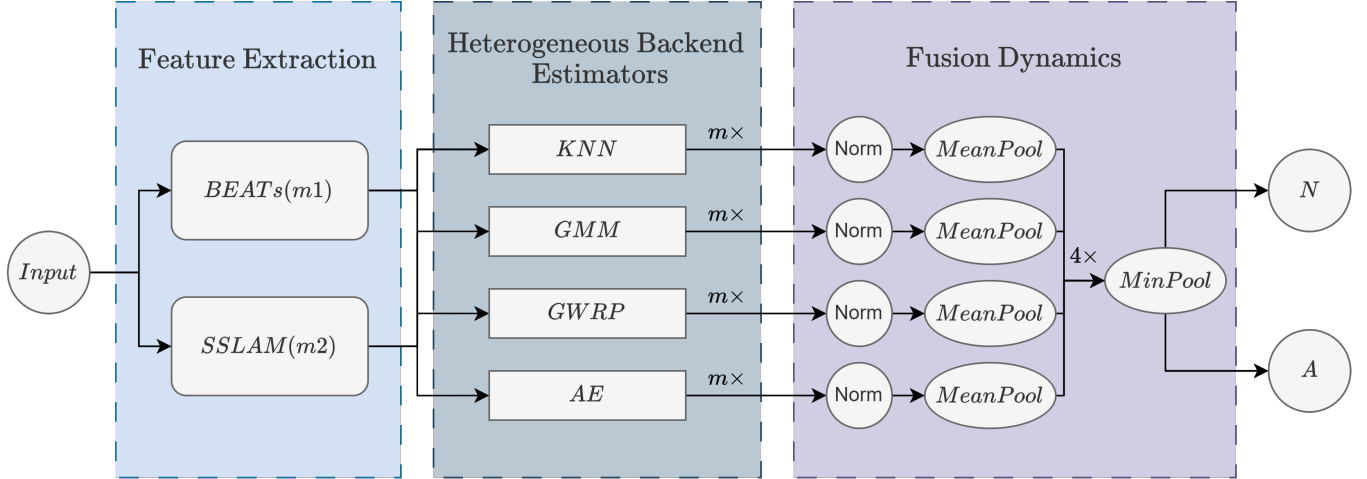 Feature Extraction
Heterogeneous Backend
Estimators
Fusion Dynamics
Input
BEATs(m1)
SSLAM(m2)
KNN
m×
Norm
MeanPool
GMM
m×
Norm
MeanPool
GWRP
m×
Norm
MeanPool
AE
m×
Norm
MeanPool
4×
MinPool
N
A